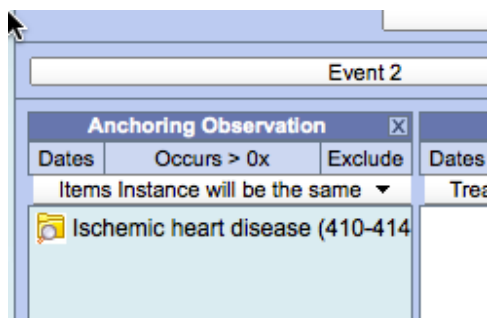 Event 2
Anchoring Observation X
Dates Occurs > 0x Exclude Dates
Items Instance will be the same
Ischemic heart disease (410-414